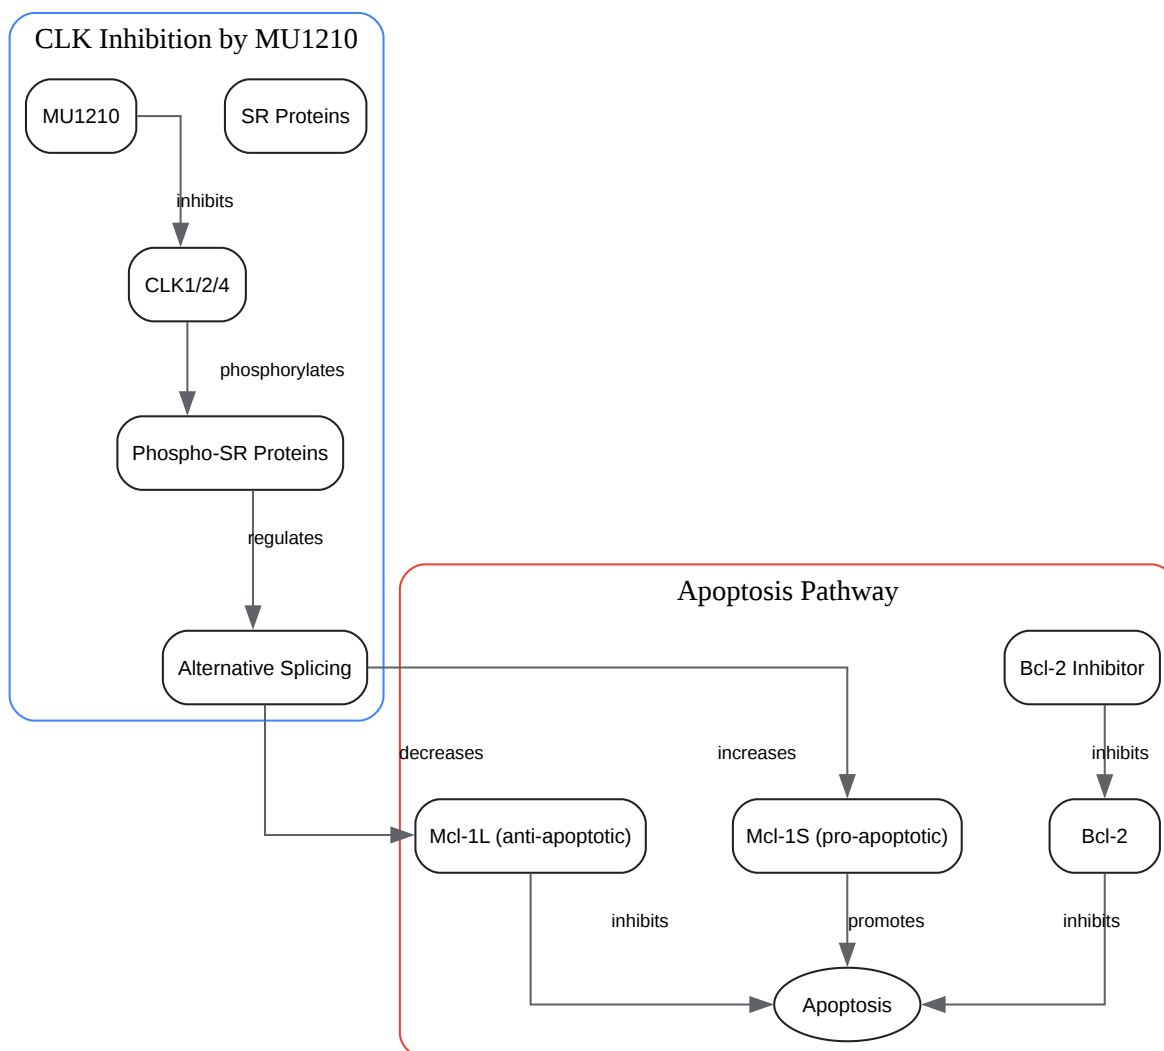 CLK Inhibition by MU1210
MU1210
SR Proteins
inhibits
CLK1/2/4
phosphorylates
Phospho-SR Proteins
regulates
Apoptosis Pathway
Alternative Splicing
Bcl-2 Inhibitor
decreases
increases
inhibits
Mcl-1L (anti-apoptotic)
Mcl-1S (pro-apoptotic)
Bcl-2
inhibits
promotes
inhibits
Apoptosis